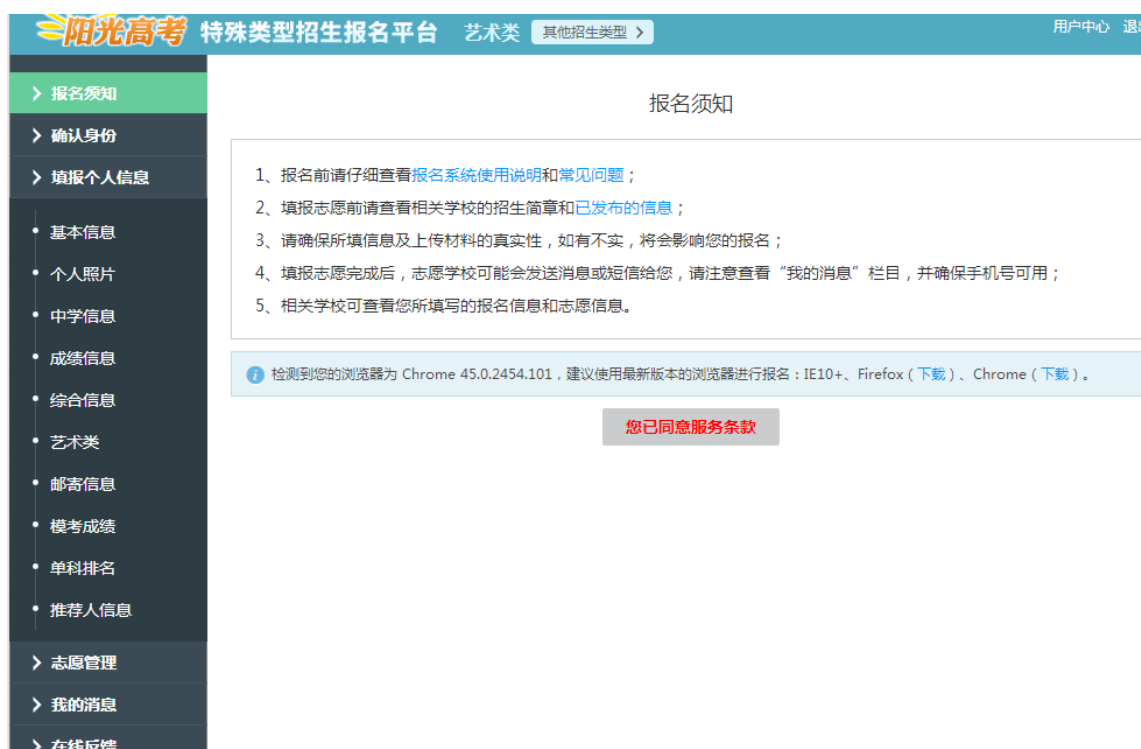 阳光高考 特殊类型招生报名平台 艺术类 其他招生类型 用户中心
报名须知
确认身份
填报个人信息
基本信息
个人照片
中学信息
成绩信息
综合信息
艺术类
邮寄信息
模考成绩
单科排名
推荐人信息
志愿管理
我的消息
在线反馈
报名须知
1、报名前请仔细查看报名系统使用说明和常见问题；
2、填报志愿前请查看相关学校的招生简章和已发布的信息；
3、请确保所填信息及上传材料的真实性，如有不实，将会影响您的报名；
4、填报志愿完成后，志愿学校可能会发送消息或短信给您，请注意查看“我的消息”栏目，并确保手机号可用；
5、相关学校可查看您所填写的报名信息和志愿信息。
检测到您的浏览器为 Chrome 45.0.2454.101，建议使用最新版本的浏览器进行报名：IE10+、Firefox（下载）、Chrome（下载）。
您已同意服务条款